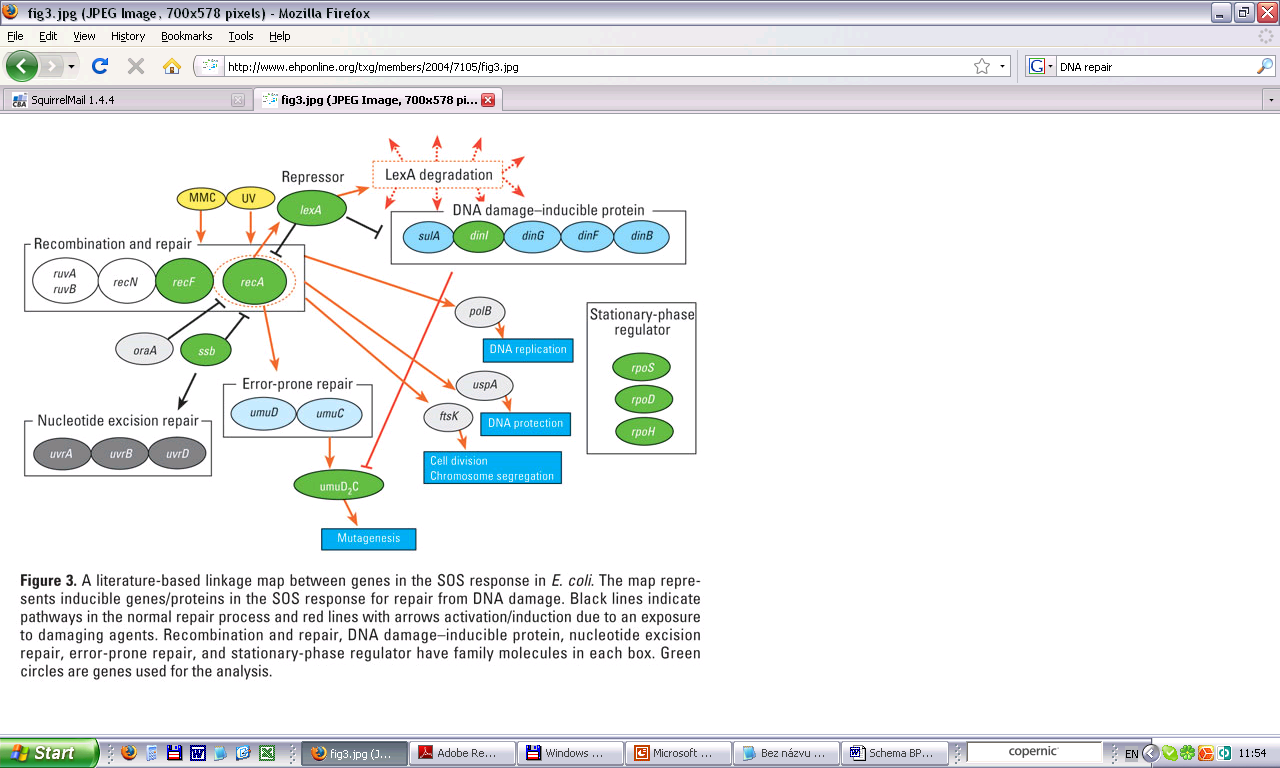 fig3.jpg (JPEG Image, 700x578 pixels) - Mozilla Firefox
File Edit View History Bookmarks Tools Help
http://www.ehponline.org/txg/members/2004/7105/fig3.jpg
G DNA repair
SquirrelMail 1.4.4
fig3.jpg (JPEG Image, 700x578 pi...
Repressor
LexA degradation
MMC UV
lexA
DNA damage–inducible protein
sulA dinI dinG dinF dinB
Recombination and repair
ruvA
ruvB
recN recF recA
polB
DNA replication
Stationary-phase
regulator
rpoS
rpoD
rpoH
oraA ssb
Error-prone repair
umuD umuC
uspA
DNA protection
ftsK
Cell division
Chromosome segregation
Nucleotide excision repair
uvrA uvrB uvrD
umuD2C
Mutagenesis
Figure 3. A literature-based linkage map between genes in the SOS response in E. coli. The map repre-
sents inducible genes/proteins in the SOS response for repair from DNA damage. Black lines indicate
pathways in the normal repair process and red lines with arrows activation/induction due to an exposure
to damaging agents. Recombination and repair, DNA damage–inducible protein, nucleotide excision
repair, error-prone repair, and stationary-phase regulator have family molecules in each box. Green
circles are genes used for the analysis.
Start
fig3.jpg (J... Adobe Re... Windows ... Microsoft ... Bez názvu ... Schema BP... copernic EN 11:54